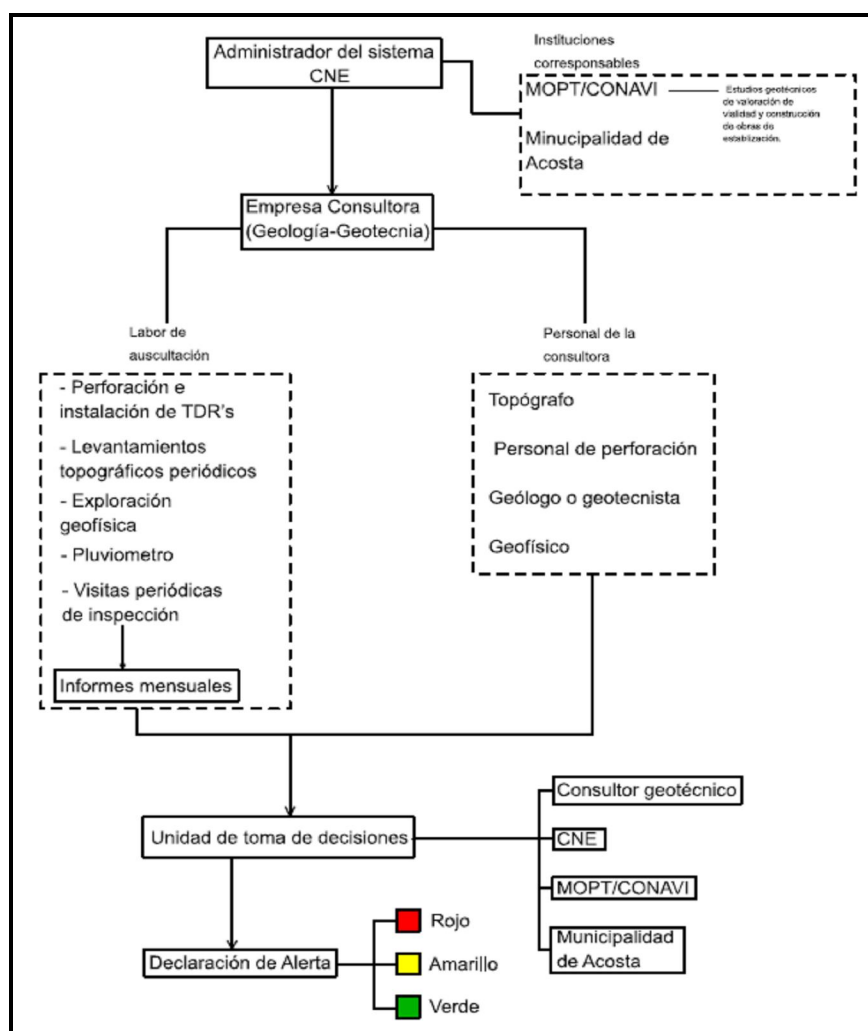 Administrador del sistema
CNE
Instituciones
corresponsables
MOPT/CONAVI
Estudios geotécnicos
de valoración de
vialidad y construcción
de obras de
establización.
Minucipalidad de
Acosta
Empresa Consultora
(Geología-Geotecnia)
Labor de
auscultación
- Perforación e
instalación de TDR's
- Levantamientos
topográficos periódicos
- Exploración
geofísica
- Pluviometro
- Visitas periódicas
de inspección
Informes mensuales
Personal de la
consultora
Topógrafo
Personal de perforación
Geólogo o geotecnista
Geofísico
Unidad de toma de decisiones
Consultor geotécnico
CNE
MOPT/CONAVI
Municipalidad
de Acosta
Declaración de Alerta
Rojo
Amarillo
Verde